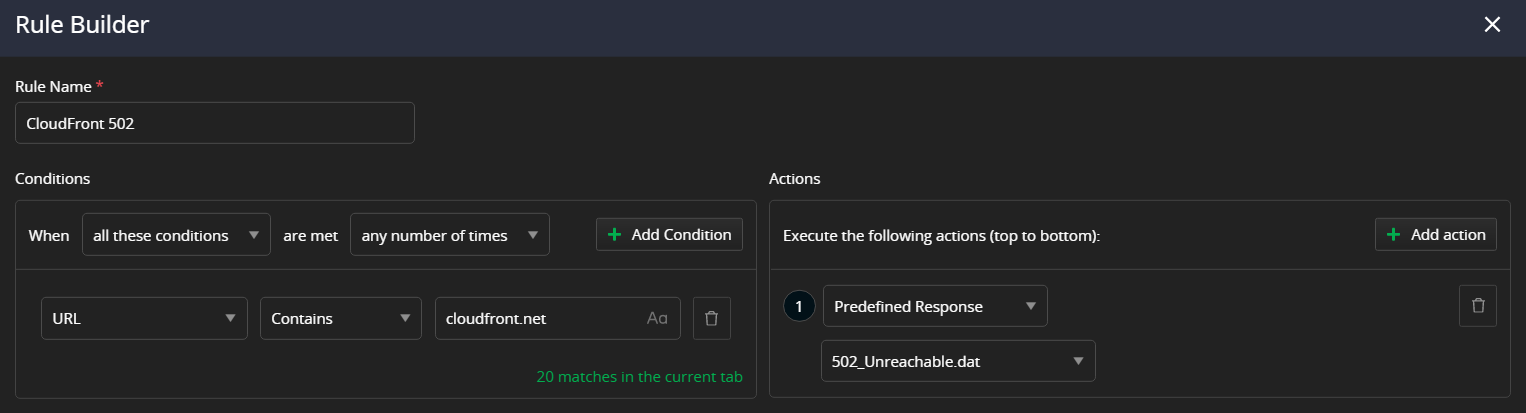 Rule Builder
Rule Name *
CloudFront 502
Conditions
When all these conditions are met any number of times + Add Condition
URL Contains cloudfront.net Aa
20 matches in the current tab
Actions
Execute the following actions (top to bottom): + Add action
1 Predefined Response
502_Unreachable.dat